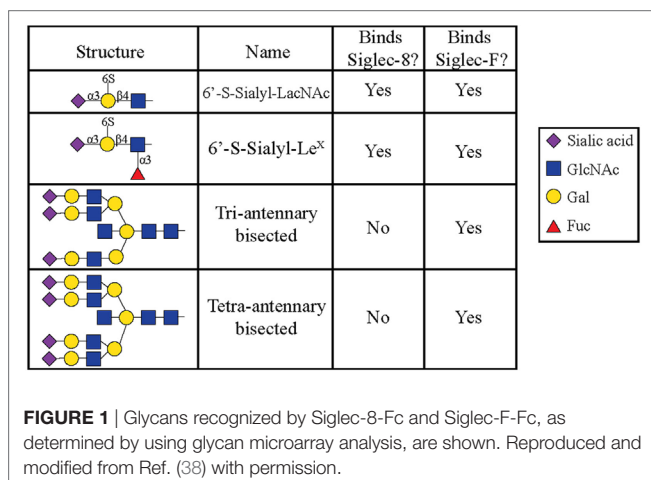 Structure Name Binds Siglec-8? Binds Siglec-F?
6S
α3 β4
6'-S-Sialyl-LacNAc Yes Yes
6S
α3 β4
α3
6'-S-Sialyl-Leˣ Yes Yes
Tri-antennary
bisected
No Yes
Tetra-antennary
bisected
No Yes
Sialic acid
GlcNAc
Gal
Fuc
FIGURE 1 | Glycans recognized by Siglec-8-Fc and Siglec-F-Fc, as
determined by using glycan microarray analysis, are shown. Reproduced and
modified from Ref. (38) with permission.